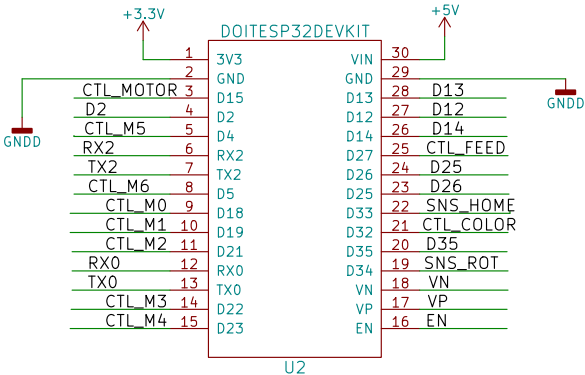 +3.3V
+5V
DOITESP32DEVKIT
1 3V3 VIN 30
2 GND GND 29
GNDD
GNDD
CTL_MOTOR 3 D15 D13 28 D13
D2 4 D2 D12 27 D12
CTL_M5 5 D4 D14 26 D14
RX2 6 RX2 D27 25 CTL_FEED
TX2 7 TX2 D26 24 D25
CTL_M6 8 D5 D25 23 D26
CTL_M0 9 D18 D33 22 SNS_HOME
CTL_M1 10 D19 D32 21 CTL_COLOR
CTL_M2 11 D21 D35 20 D35
RX0 12 RX0 D34 19 SNS_ROT
TX0 13 TX0 VN 18 VN
CTL_M3 14 D22 VP 17 VP
CTL_M4 15 D23 EN 16 EN
U2